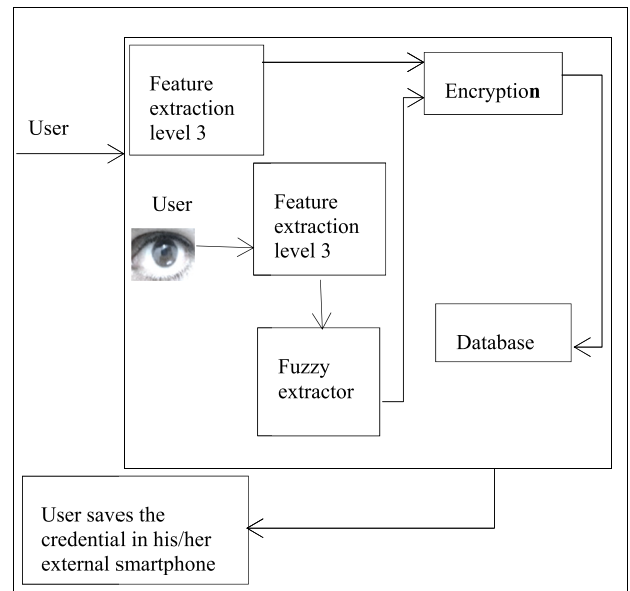 Feature
extraction
level 3
Encryption
User
User
Feature
extraction
level 3
Database
Fuzzy
extractor
User saves the
credential in his/her
external smartphone